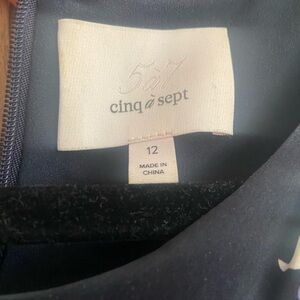 5à7
cinq à sept
12
MADE IN
CHINA